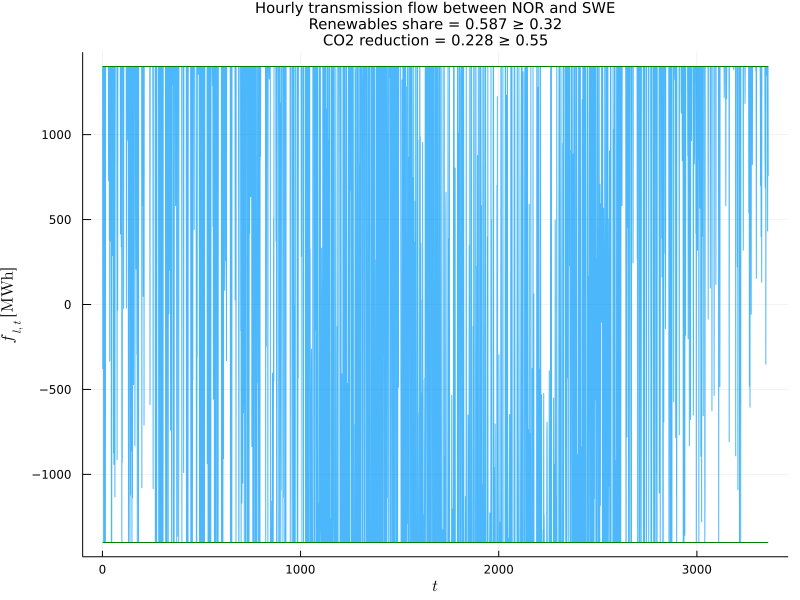 Hourly transmission flow between NOR and SWE
Renewables share = 0.587 ≥ 0.32
CO2 reduction = 0.228 ≥ 0.55
1000
500
0
−500
−1000
f_{l,t} [MWh]
0
1000
2000
3000
t